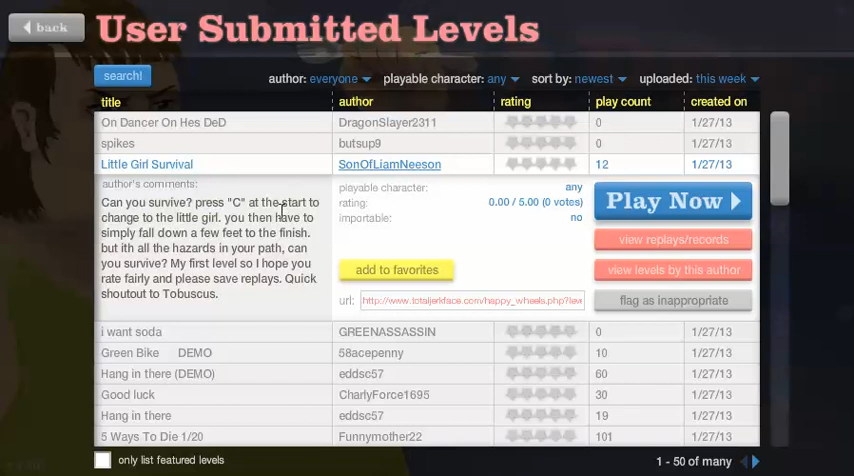 back
User Submitted Levels
search!
author: everyone playable character: any sort by: newest uploaded: this week
title author rating play count created on
On Dancer On Hes DeD DragonSlayer2311 0 1/27/13
spikes butsup9 0 1/27/13
Little Girl Survival SonOfLiamNeeson 12 1/27/13
author's comments:
Can you survive? press "C" at the start to
change to the little girl. you then have to
simply fall down a few feet to the finish.
but ith all the hazards in your path, can
you survive? My first level so I hope you
rate fairly and please save replays. Quick
shoutout to Tobuscus.
playable character: any
rating: 0.00 / 5.00 (0 votes)
importable: no
add to favorites
url: http://www.totaljerkface.com/happy_wheels.php?leve
Play Now
view replays/records
view levels by this author
flag as inappropriate
i want soda GREENASSASSIN 0 1/27/13
Green Bike DEMO 58acepenny 10 1/27/13
Hang in there (DEMO) eddsc57 60 1/27/13
Good luck CharlyForce1695 30 1/27/13
Hang in there eddsc57 19 1/27/13
5 Ways To Die 1/20 Funnymother22 101 1/27/13
only list featured levels
1 - 50 of many